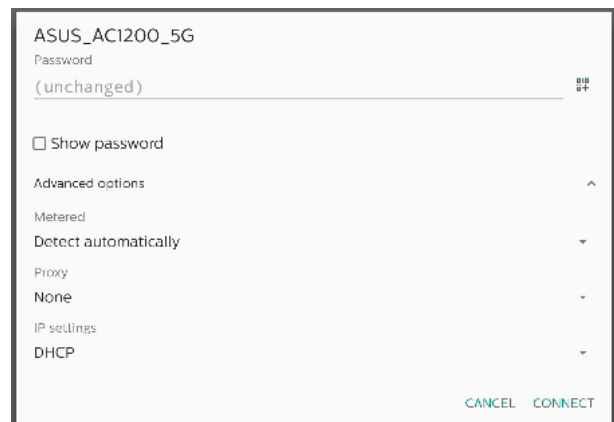 ASUS_AC1200_5G
Password
(unchanged)
Show password
Advanced options
Metered
Detect automatically
Proxy
None
IP settings
DHCP
CANCEL CONNECT